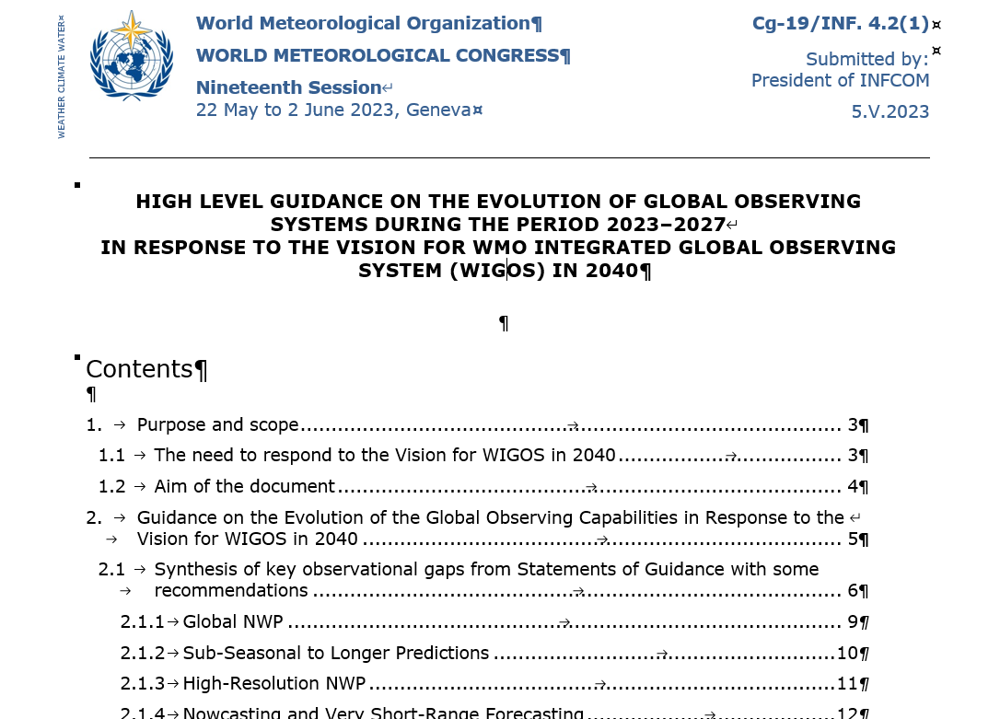 WEATHER CLIMATE WATER¤
World Meteorological Organization¶
WORLD METEOROLOGICAL CONGRESS¶
Nineteenth Session↵
22 May to 2 June 2023, Geneva¤
Cg-19/INF. 4.2(1)¤
Submitted by:¤
President of INFCOM
5.V.2023
HIGH LEVEL GUIDANCE ON THE EVOLUTION OF GLOBAL OBSERVING
SYSTEMS DURING THE PERIOD 2023–2027↵
IN RESPONSE TO THE VISION FOR WMO INTEGRATED GLOBAL OBSERVING
SYSTEM (WIGOS) IN 2040¶
¶
Contents¶
¶
1. → Purpose and scope.............................→............................. 3¶
1.1 → The need to respond to the Vision for WIGOS in 2040..................→................. 3¶
1.2 → Aim of the document.............................→............................. 4¶
2. → Guidance on the Evolution of the Global Observing Capabilities in Response to the ↵
→ Vision for WIGOS in 2040 .............................→............................. 5¶
2.1 → Synthesis of key observational gaps from Statements of Guidance with some
→ recommendations .............................→............................. 6¶
2.1.1→Global NWP .............................→............................. 9¶
2.1.2→Sub-Seasonal to Longer Predictions .......................→.......................10¶
2.1.3→High-Resolution NWP.............................→.............................11¶
2.1.4→Nowcasting and Very Short-Range Forecasting..................→..................12¶